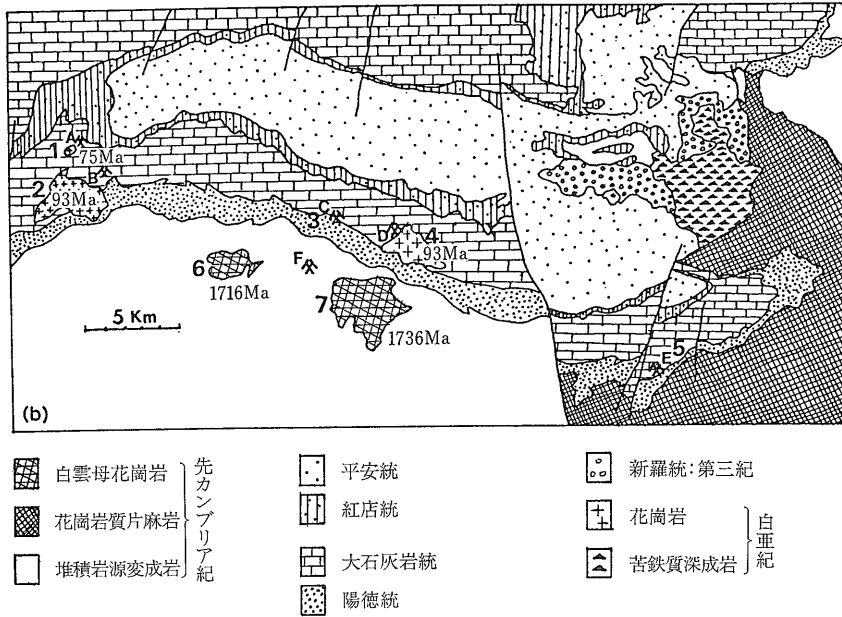 1
75Ma
B
2
93Ma
C
3
D
4
93Ma
6
F
1716Ma
7
1736Ma
5 Km
E
5
(b)
白雲母花崗岩
花崗岩質片麻岩
堆積岩源変成岩
先カンブリア紀
平安統
紅店統
大石灰岩統
陽徳統
新羅統:第三紀
花崗岩
苦鉄質深成岩
白亜紀